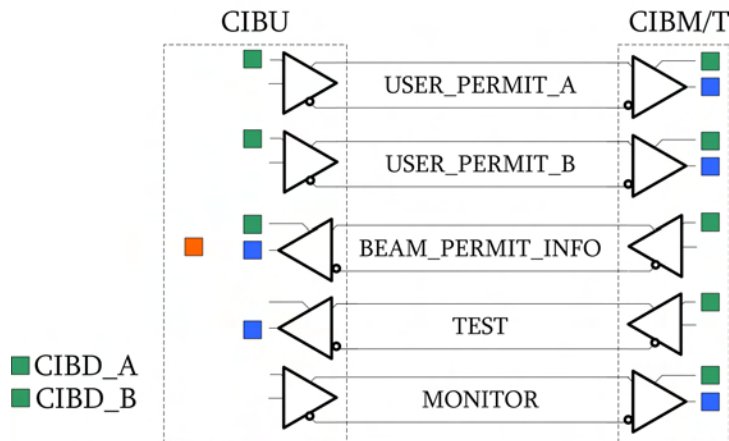 CIBU
CIBM/T
USER_PERMIT_A
USER_PERMIT_B
BEAM_PERMIT_INFO
TEST
CIBD_A
CIBD_B
MONITOR